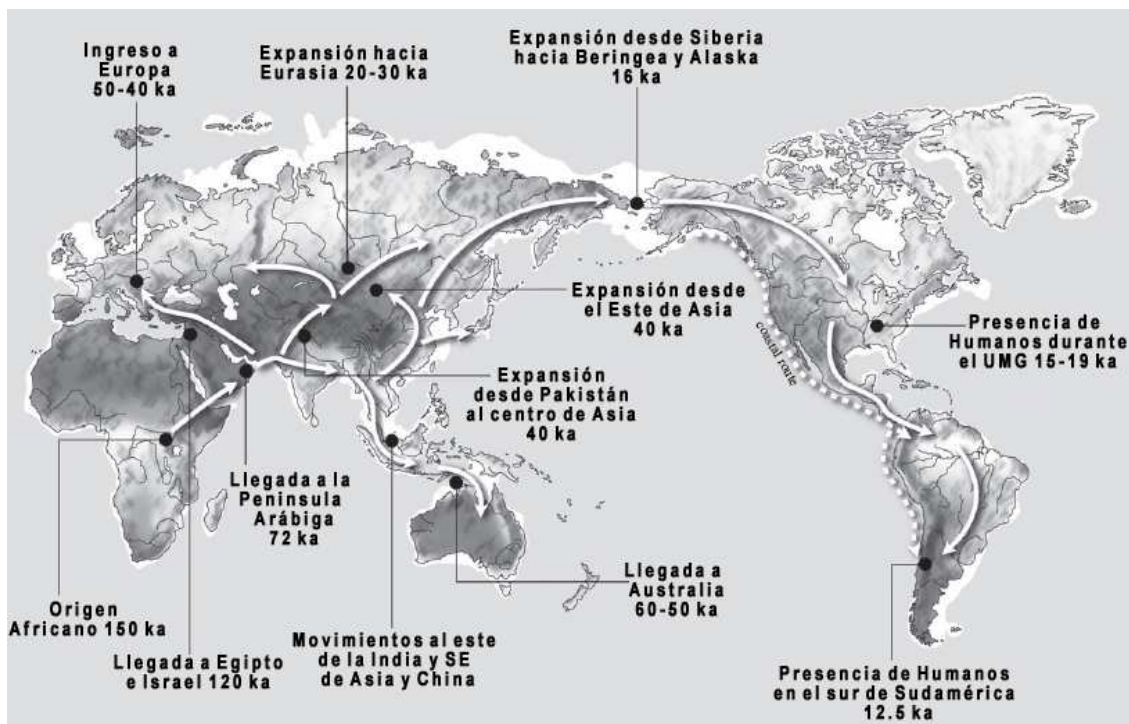 Ingreso a
Europa
50-40 ka
Expansión hacia
Eurasia 20-30 ka
Expansión desde Siberia
hacia Beringea y Alaska
16 ka
Expansión desde
el Este de Asia
40 ka
Presencia de
Humanos durante
el UMG 15-19 ka
coastal route
Expansión
desde Pakistán
al centro de Asia
40 ka
Llegada a la
Peninsula
Arábiga
72 ka
Llegada a
Australia
60-50 ka
Origen
Africano 150 ka
Llegada a Egipto
e Israel 120 ka
Movimientos al este
de la India y SE
de Asia y China
Presencia de Humanos
en el sur de Sudamérica
12.5 ka